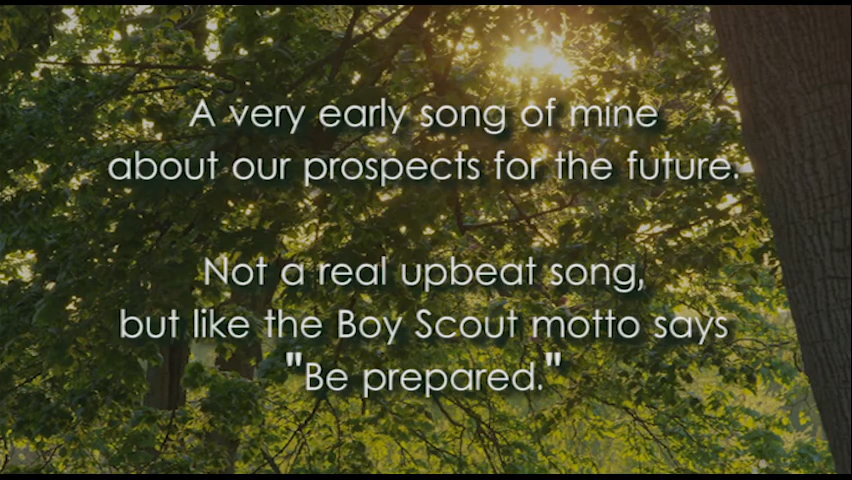 A very early song of mine
about our prospects for the future.
Not a real upbeat song,
but like the Boy Scout motto says
"Be prepared."